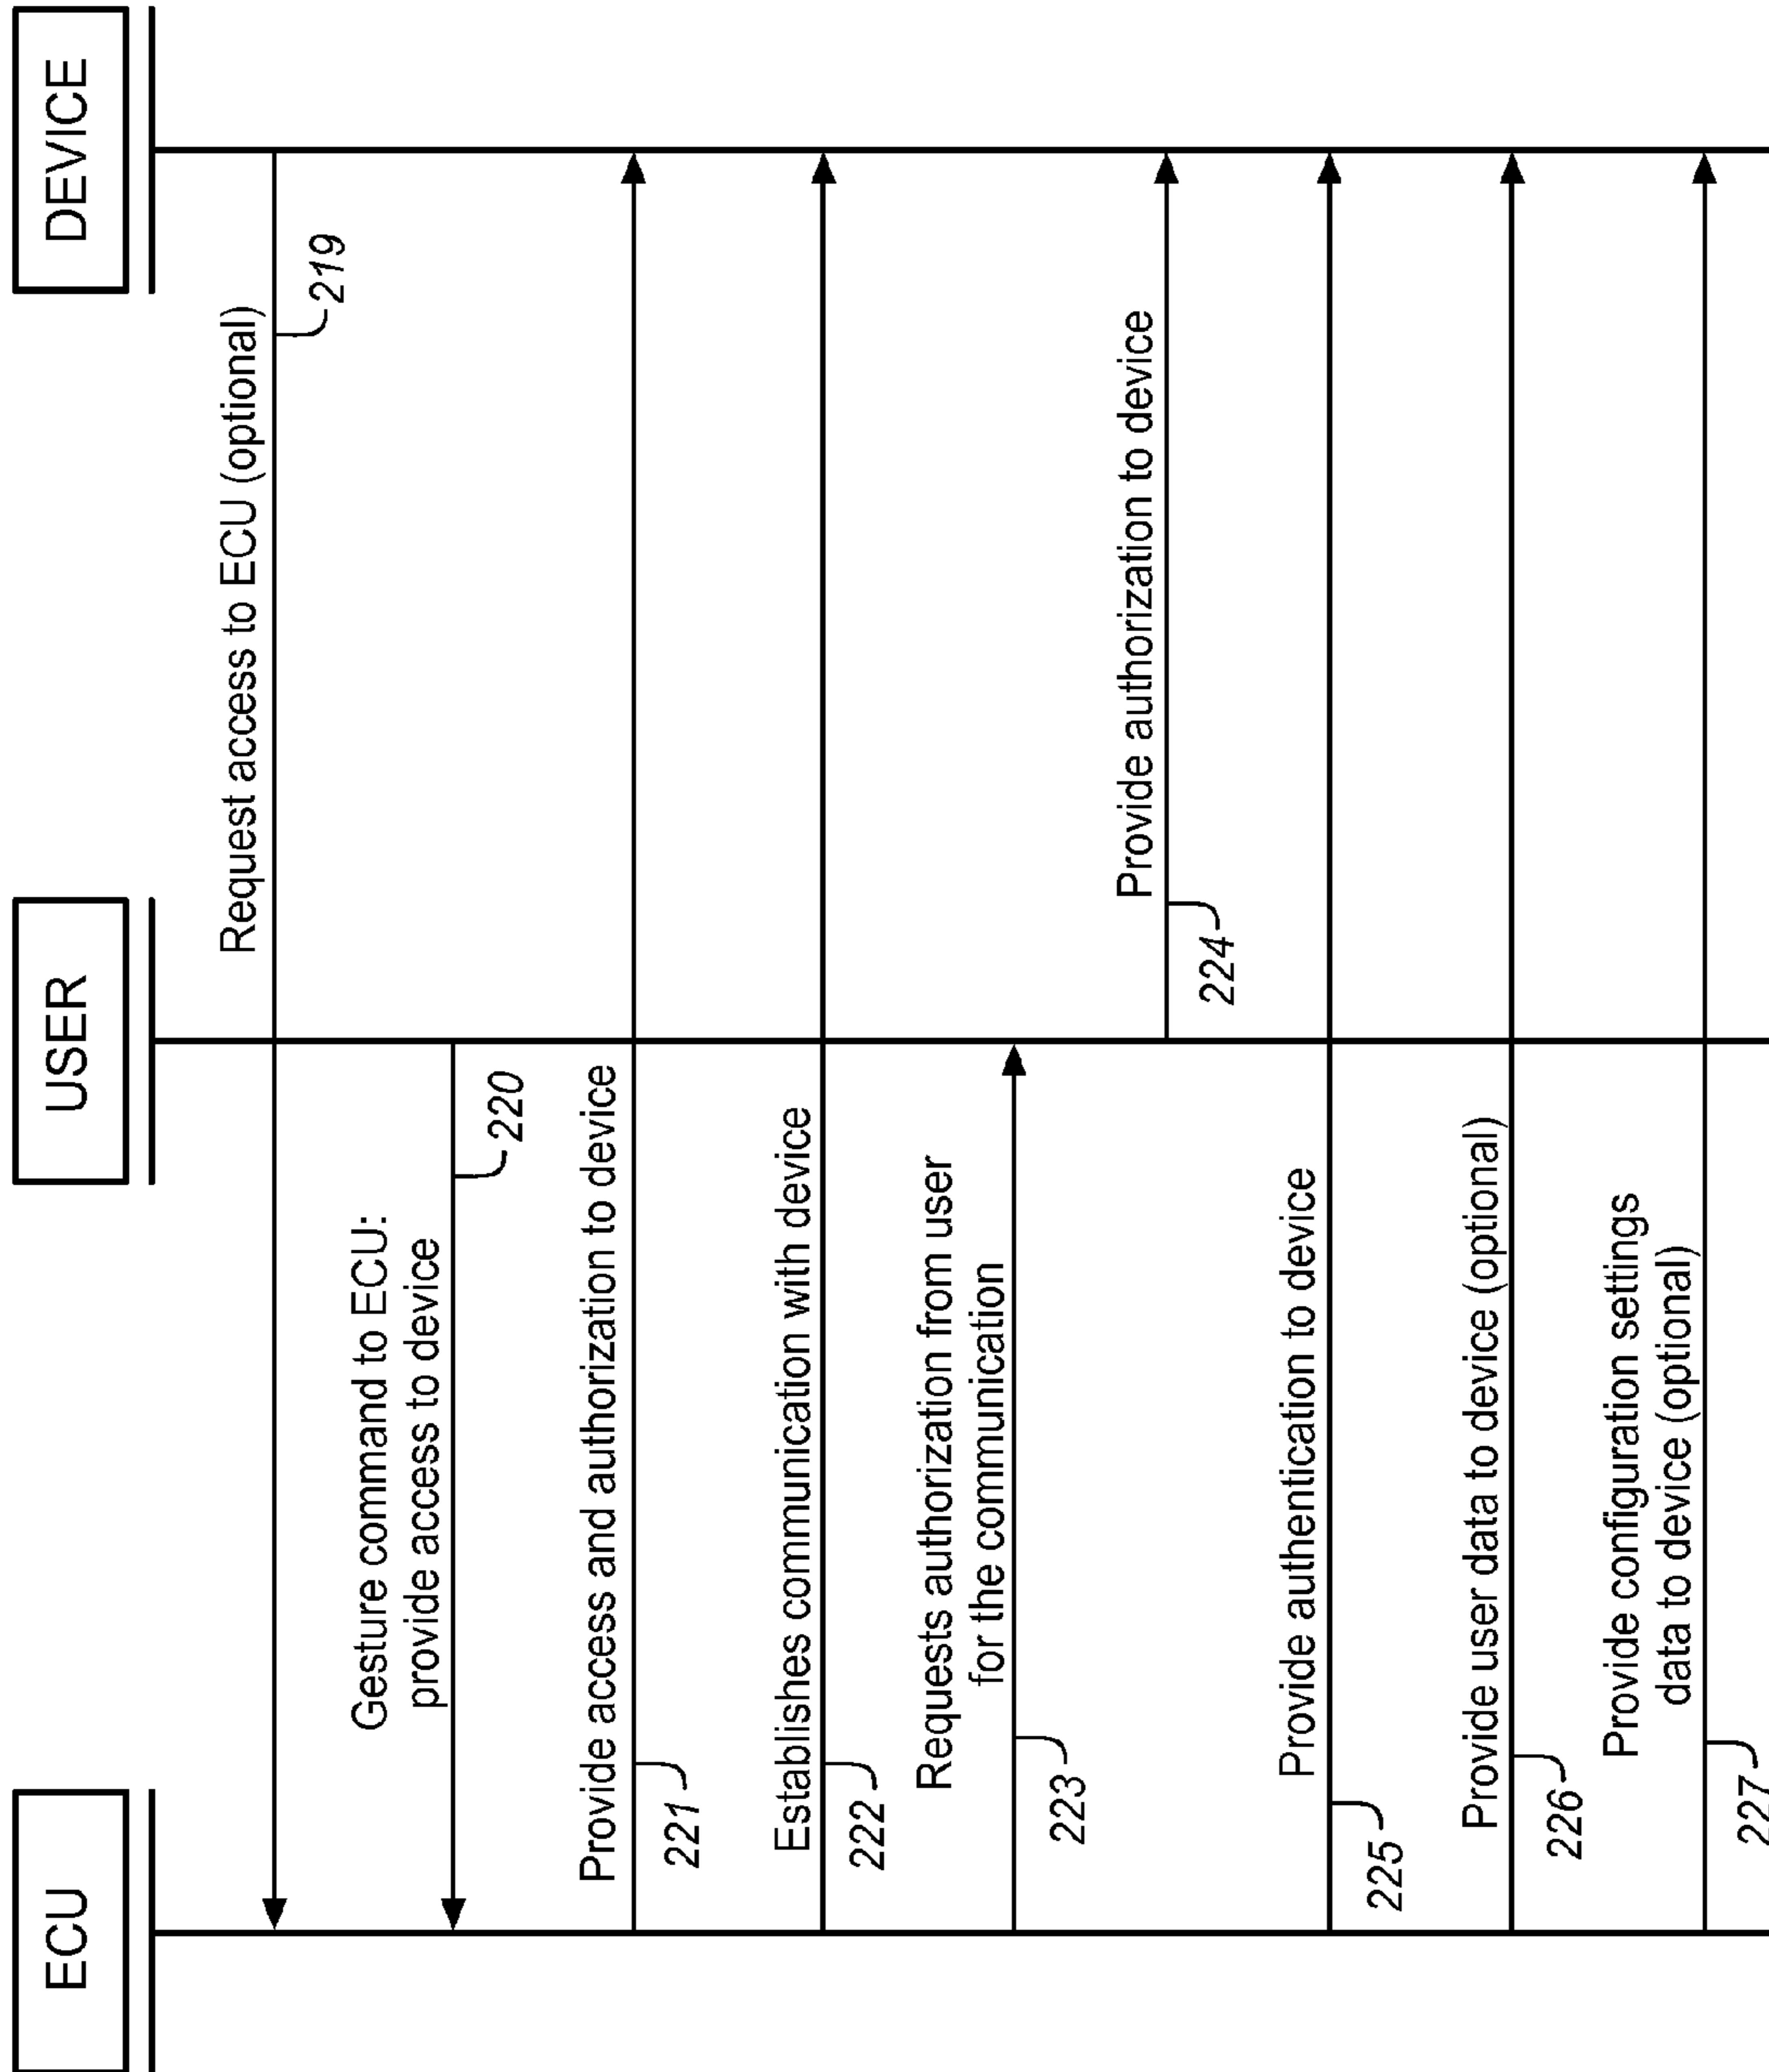 ECU
USER
DEVICE
Request access to ECU (optional)
219
Gesture command to ECU:
provide access to device
220
Provide access and authorization to device
221
Establishes communication with device
222
Requests authorization from user
for the communication
223
Provide authorization to device
224
Provide authentication to device
225
Provide user data to device (optional)
226
Provide configuration settings
data to device (optional)
227